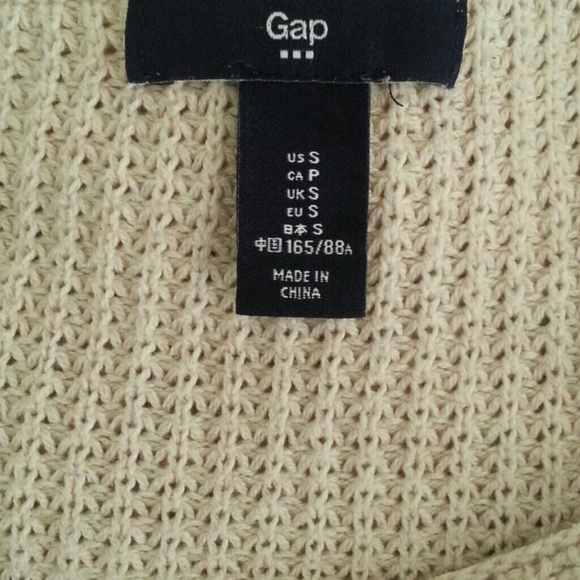 Gap
US S
CA P
UK S
EU S
日本 S
中国 165/88A
MADE IN
CHINA